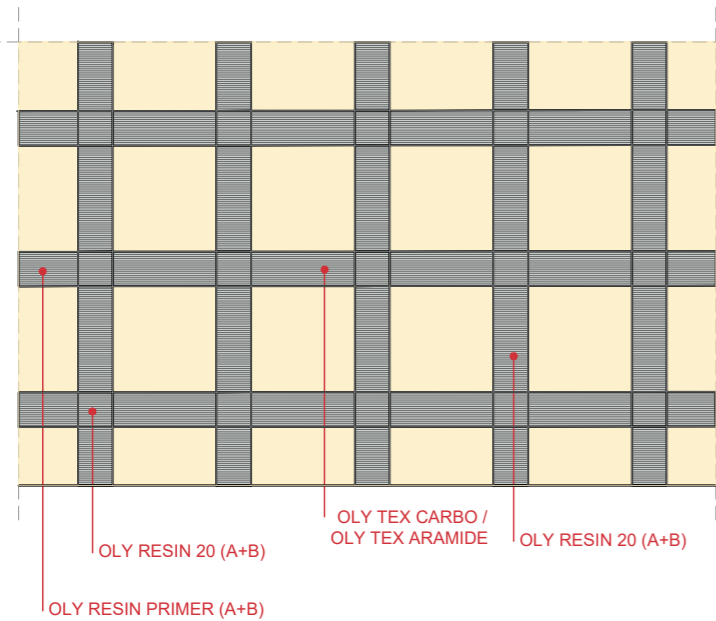 OLY TEX CARBO /
OLY TEX ARAMIDE
OLY RESIN 20 (A+B)
OLY RESIN 20 (A+B)
OLY RESIN PRIMER (A+B)